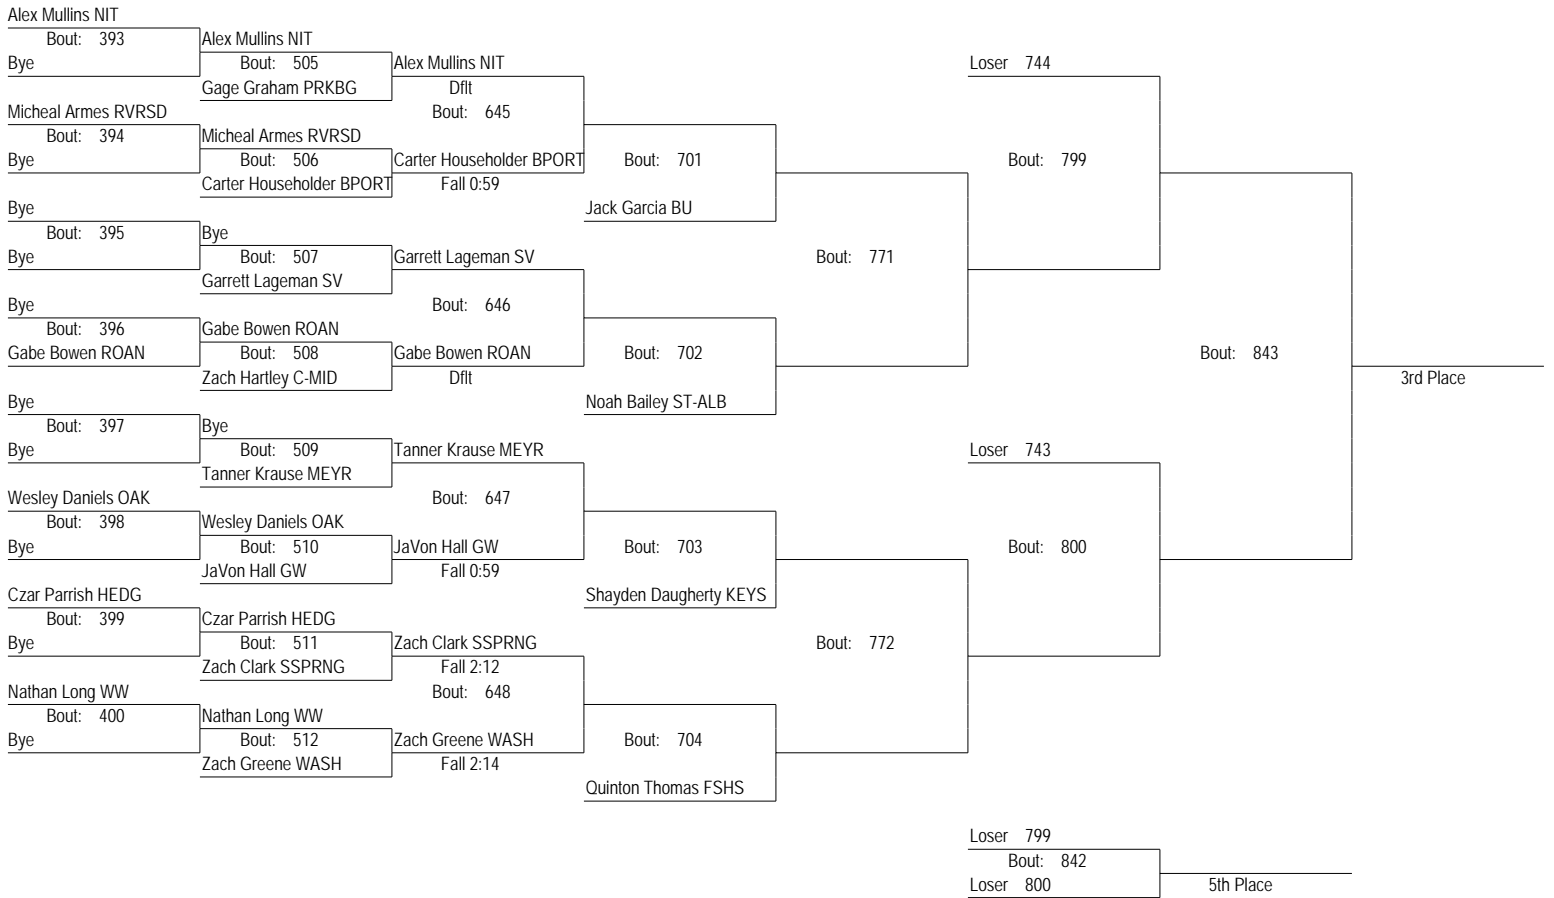 Alex Mullins NIT
Bout: 393
Bye
Micheal Armes RVRSD
Bout: 394
Bye
Bye
Bout: 395
Bye
Bye
Bout: 396
Gabe Bowen ROAN
Bye
Bout: 397
Bye
Wesley Daniels OAK
Bout: 398
Bye
Czar Parrish HEDG
Bout: 399
Bye
Nathan Long WW
Bout: 400
Bye
Alex Mullins NIT
Bout: 505
Gage Graham PRKBG
Micheal Armes RVRSD
Bout: 506
Carter Householder BPORT
Bye
Bout: 507
Garrett Lageman SV
Gabe Bowen ROAN
Bout: 508
Zach Hartley C-MID
Bye
Bout: 509
Tanner Krause MEYR
Wesley Daniels OAK
Bout: 510
JaVon Hall GW
Czar Parrish HEDG
Bout: 511
Zach Clark SSPRNG
Nathan Long WW
Bout: 512
Zach Greene WASH
Alex Mullins NIT
Dflt
Bout: 645
Carter Householder BPORT
Fall 0:59
Garrett Lageman SV
Bout: 646
Gabe Bowen ROAN
Dflt
Tanner Krause MEYR
Bout: 647
JaVon Hall GW
Fall 0:59
Zach Clark SSPRNG
Fall 2:12
Bout: 648
Zach Greene WASH
Fall 2:14
Bout: 701
Jack Garcia BU
Bout: 702
Noah Bailey ST-ALB
Bout: 703
Shayden Daugherty KEYS
Bout: 704
Quinton Thomas FSHS
Bout: 771
Bout: 772
Loser 744
Bout: 799
Loser 743
Bout: 800
Bout: 843
3rd Place
Loser 799
Bout: 842
Loser 800
5th Place